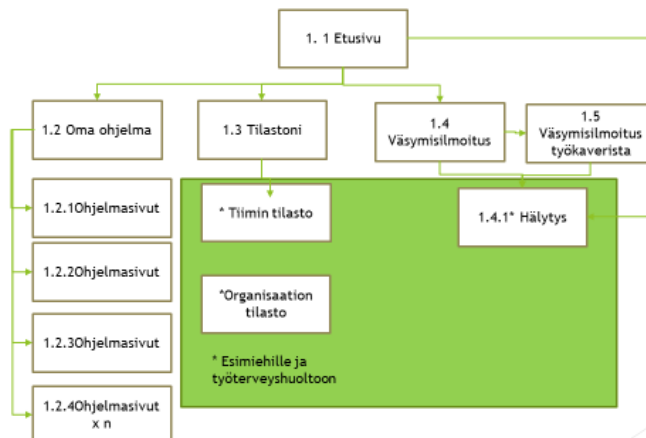 1. 1 Etusivu
1.2 Oma ohjelma
1.3 Tilastoni
1.4
Väsymisilmoitus
1.5
Väsymisilmoitus
työkaverista
1.2.1Ohjelmasivut
* Tiimin tilasto
1.4.1* Hälytys
1.2.2Ohjelmasivut
*Organisaation
tilasto
1.2.3Ohjelmasivut
* Esimiehille ja
työterveyshuoltoon
1.2.4Ohjelmasivut
x n